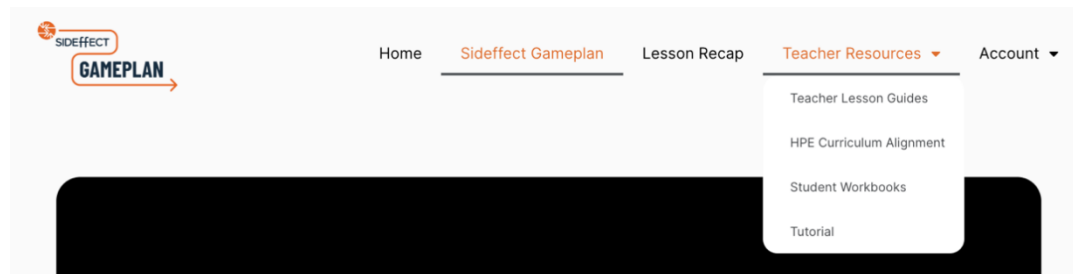 SIDEffECT
GAMEPLAN
Home Sideffect Gameplan Lesson Recap Teacher Resources Account
Teacher Lesson Guides
HPE Curriculum Alignment
Student Workbooks
Tutorial